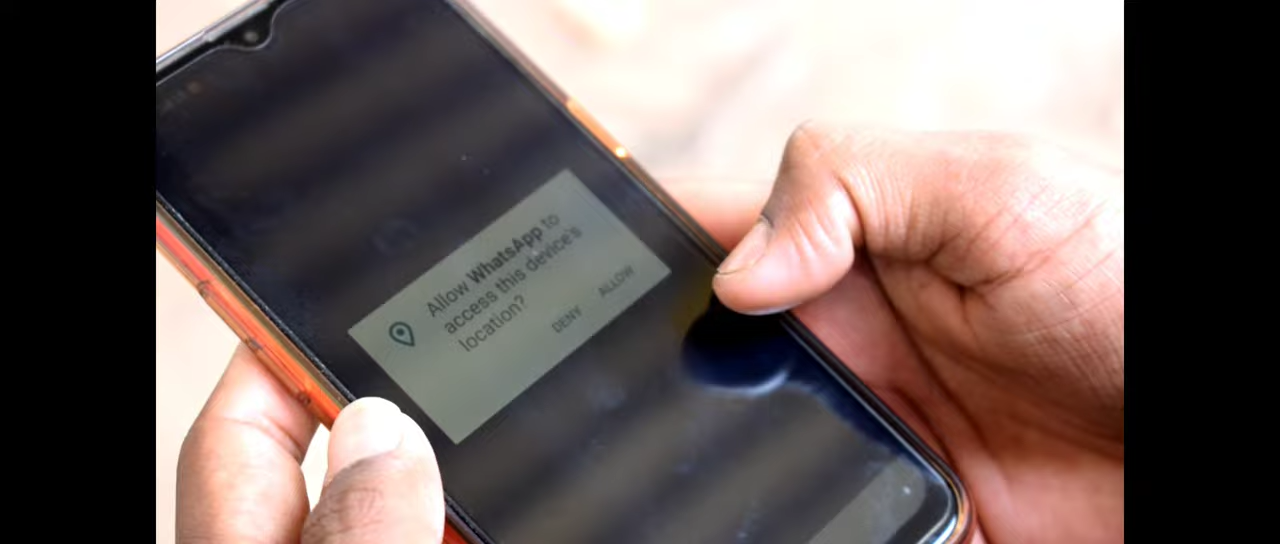 Allow WhatsApp to
access this device's
location?
DENY ALLOW